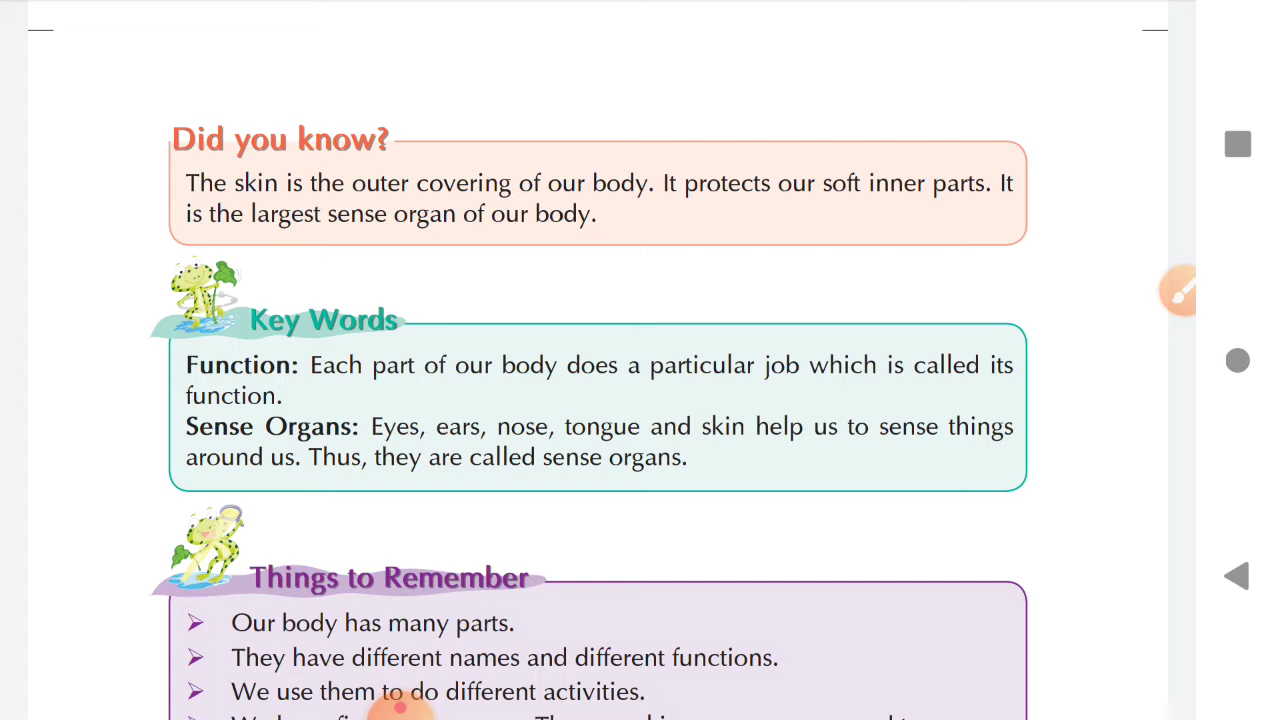 Did you know?
The skin is the outer covering of our body. It protects our soft inner parts. It
is the largest sense organ of our body.
Key Words
Function: Each part of our body does a particular job which is called its
function.
Sense Organs: Eyes, ears, nose, tongue and skin help us to sense things
around us. Thus, they are called sense organs.
Things to Remember
➢ Our body has many parts.
➢ They have different names and different functions.
➢ We use them to do different activities.